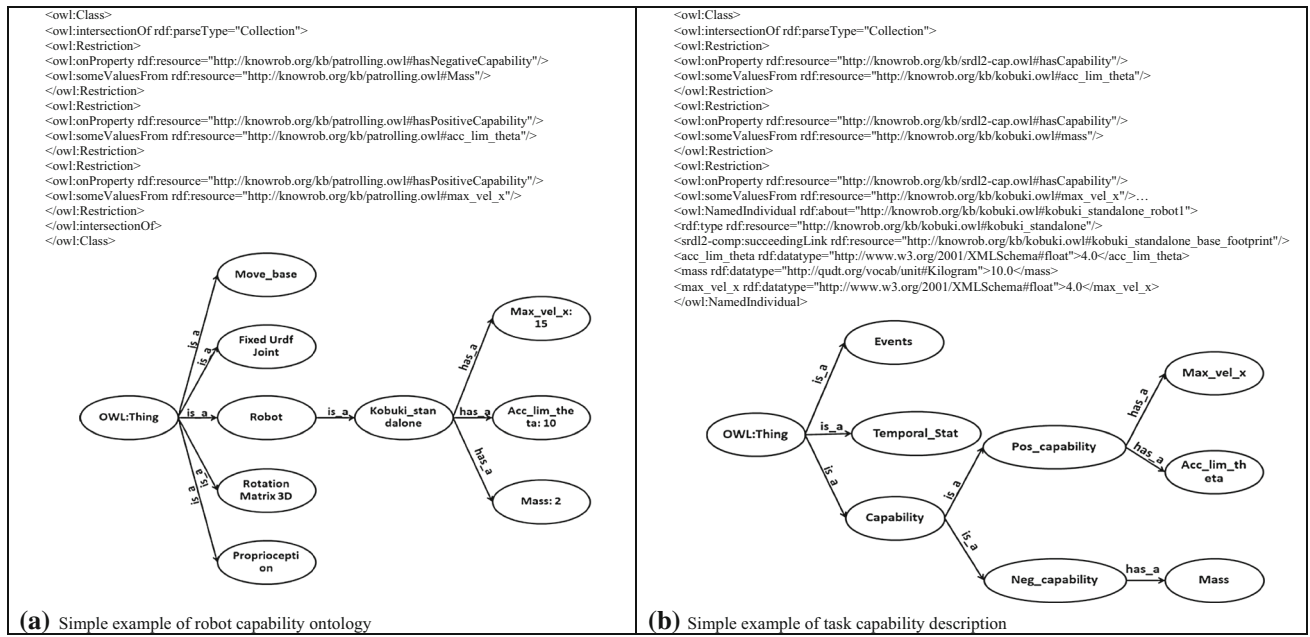 <owl:Class>
<owl:intersectionOf rdf:parseType="Collection">
<owl:Restriction>
<owl:onProperty rdf:resource="http://knowrob.org/kb/patrolling.owl#hasNegativeCapability"/>
<owl:someValuesFrom rdf:resource="http://knowrob.org/kb/patrolling.owl#Mass"/>
</owl:Restriction>
<owl:Restriction>
<owl:onProperty rdf:resource="http://knowrob.org/kb/patrolling.owl#hasPositiveCapability"/>
<owl:someValuesFrom rdf:resource="http://knowrob.org/kb/patrolling.owl#acc_lim_theta"/>
</owl:Restriction>
<owl:Restriction>
<owl:onProperty rdf:resource="http://knowrob.org/kb/patrolling.owl#hasPositiveCapability"/>
<owl:someValuesFrom rdf:resource="http://knowrob.org/kb/patrolling.owl#max_vel_x"/>
</owl:Restriction>
</owl:intersectionOf>
</owl:Class>
Move_base
Fixed Urdf
Joint
OWL:Thing
Robot
Rotation
Matrix 3D
Propriocepti
on
Kobuki_stan
dalone
Max_vel_x:
15
Acc_lim_the
ta: 10
Mass: 2
is_a
is_a
is_a
is_a
is_a
is_a
has_a
has_a
has_a
(a) Simple example of robot capability ontology
<owl:Class>
<owl:intersectionOf rdf:parseType="Collection">
<owl:Restriction>
<owl:onProperty rdf:resource="http://knowrob.org/kb/srdl2-cap.owl#hasCapability"/>
<owl:someValuesFrom rdf:resource="http://knowrob.org/kb/kobuki.owl#acc_lim_theta"/>
</owl:Restriction>
<owl:Restriction>
<owl:onProperty rdf:resource="http://knowrob.org/kb/srdl2-cap.owl#hasCapability"/>
<owl:someValuesFrom rdf:resource="http://knowrob.org/kb/kobuki.owl#mass"/>
</owl:Restriction>
<owl:Restriction>
<owl:onProperty rdf:resource="http://knowrob.org/kb/srdl2-cap.owl#hasCapability"/>
<owl:someValuesFrom rdf:resource="http://knowrob.org/kb/kobuki.owl#max_vel_x"/>…
<owl:NamedIndividual rdf:about="http://knowrob.org/kb/kobuki.owl#kobuki_standalone_robot1">
<rdf:type rdf:resource="http://knowrob.org/kb/kobuki.owl#kobuki_standalone"/>
<srdl2-comp:succeedingLink rdf:resource="http://knowrob.org/kb/kobuki.owl#kobuki_standalone_base_footprint"/>
<acc_lim_theta rdf:datatype="http://www.w3.org/2001/XMLSchema#float">4.0</acc_lim_theta>
<mass rdf:datatype="http://qudt.org/vocab/unit#Kilogram">10.0</mass>
<max_vel_x rdf:datatype="http://www.w3.org/2001/XMLSchema#float">4.0</max_vel_x>
</owl:NamedIndividual>
Events
OWL:Thing
Temporal_Stat
Capability
Pos_capability
Neg_capability
Max_vel_x
Acc_lim_th
eta
Mass
is_a
is_a
is_a
is_a
is_a
has_a
has_a
has_a
(b) Simple example of task capability description